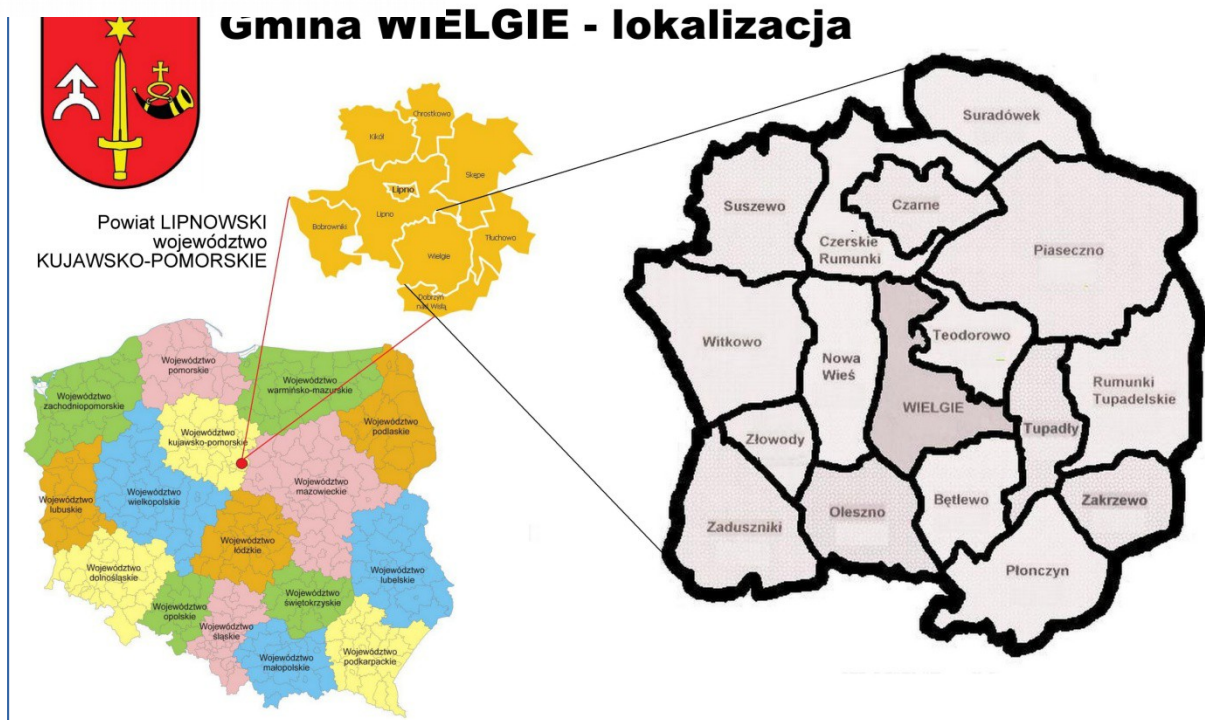 Gmina WIELGIE - lokalizacja
Powiat LIPNOWSKI
województwo
KUJAWSKO-POMORSKIE
Chrostkowo
Kikół
Skępe
Lipno
Lipno
Bobrowniki
Tłuchowo
Wielgie
Dobrzyń
nad Wisłą
Województwo
pomorskie
Województwo
warmińsko-mazurskie
Województwo
zachodniopomorskie
Województwo
podlaskie
Województwo
kujawsko-pomorskie
Województwo
mazowieckie
Województwo
wielkopolskie
Województwo
lubuskie
Województwo
łódzkie
Województwo
lubelskie
Województwo
dolnośląskie
Województwo
świętokrzyskie
Województwo
opolskie
Województwo
śląskie
Województwo
małopolskie
Województwo
podkarpackie
Suradówek
Suszewo
Czarne
Czerskie
Rumunki
Piaseczno
Witkowo
Nowa
Wieś
Teodorowo
WIELGIE
Rumunki
Tupadelskie
Tupadły
Złowody
Zaduszniki
Oleszno
Bętlewo
Zakrzewo
Płonczyn